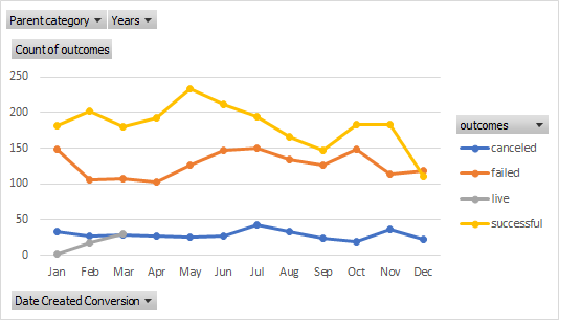 Parent category Years
Count of outcomes
250
200
150
100
50
0
Jan Feb Mar Apr May Jun Jul Aug Sep Oct Nov Dec
outcomes
canceled
failed
live
successful
Date Created Conversion